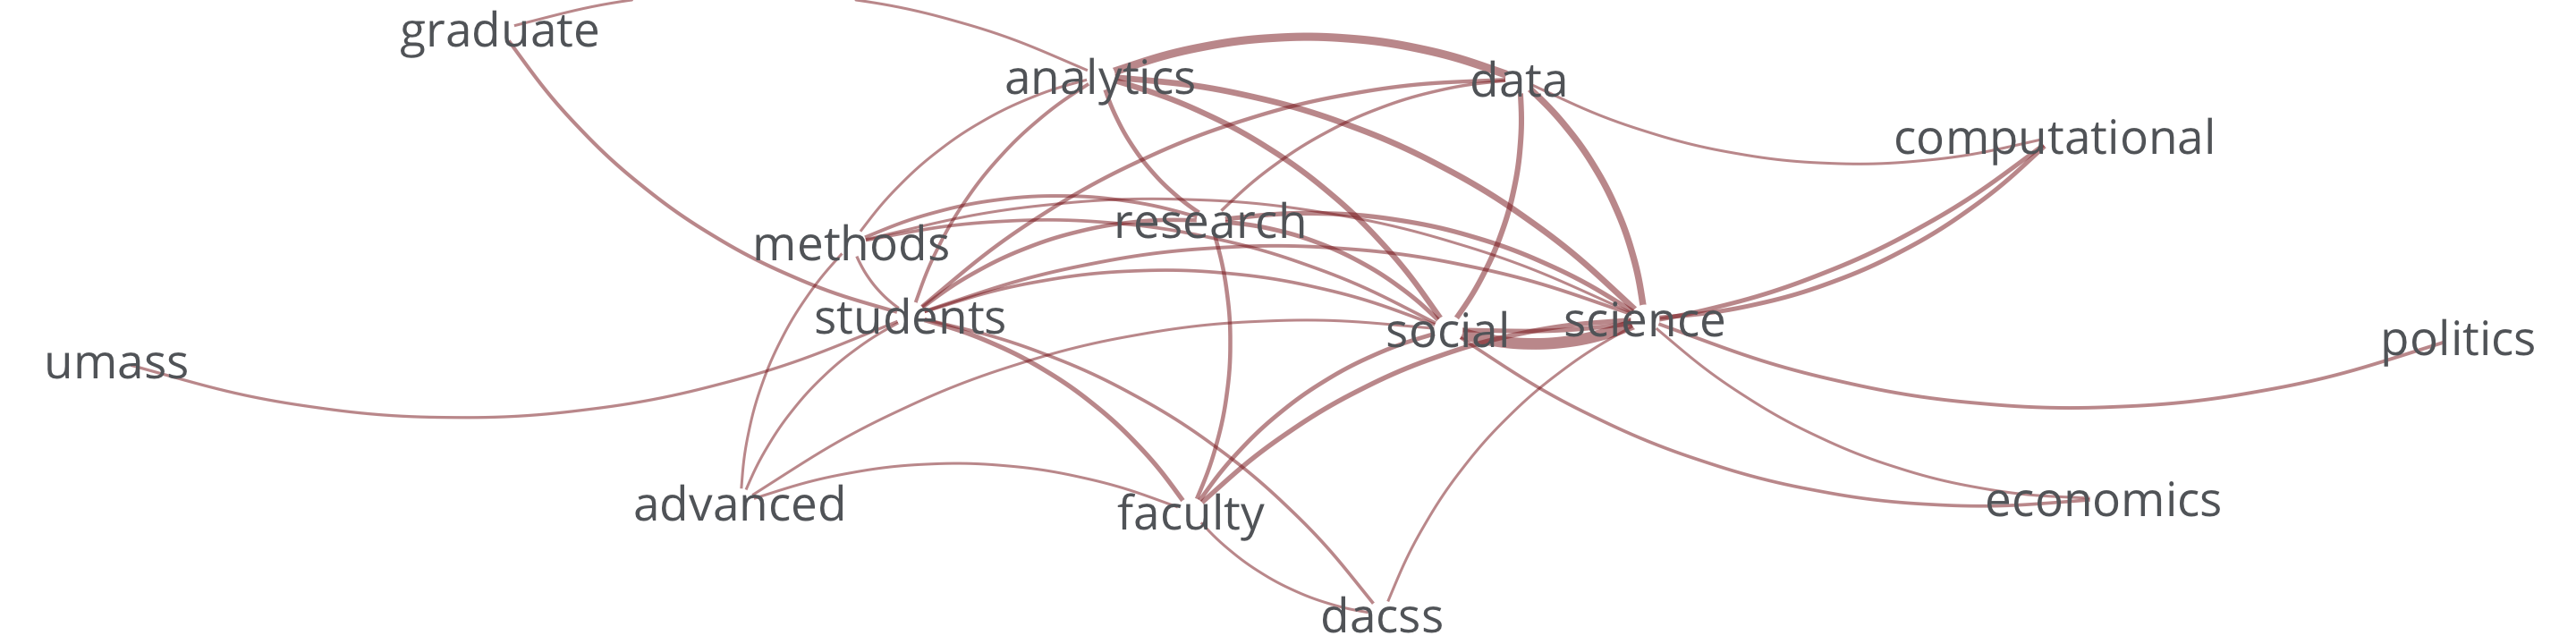 graduate
analytics
data
computational
research
methods
students
social
science
politics
umass
advanced
faculty
economics
dacss